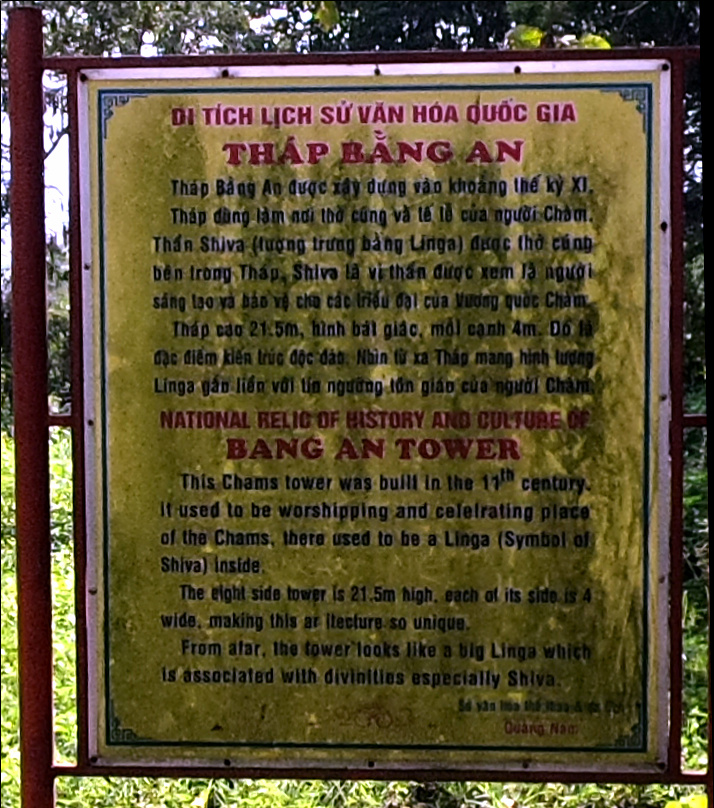 DI TÍCH LỊCH SỬ VĂN HÓA QUỐC GIA
THÁP BẰNG AN
Tháp Bằng An được xây dựng vào khoảng thế kỷ XI.
Tháp dùng làm nơi thờ cúng và tế lễ của người Chăm.
Thần Shiva (tượng trưng bằng Linga) được thờ cúng
bên trong Tháp, Shiva là vị thần được xem là người
sáng tạo và bảo vệ cho các triều đại của Vương quốc Chăm.
Tháp cao 21.5m, hình bát giác, mỗi cạnh 4m. Đó là
đặc điểm kiến trúc độc đáo. Nhìn từ xa Tháp mang hình tượng
Linga gắn liền với tín ngưỡng tôn giáo của người Chăm.
NATIONAL RELIC OF HISTORY AND CULTURE OF
BANG AN TOWER
This Chams tower was built in the 11th century.
It used to be worshipping and celelrating place
of the Chams, there used to be a Linga (Symbol of
Shiva) inside.
The eight side tower is 21.5m high, each of its side is 4
wide, making this ar itecture so unique.
From afar, the tower looks like a big Linga which
is associated with divinities especially Shiva.
Sở văn hóa thể thao &
Quảng Nam